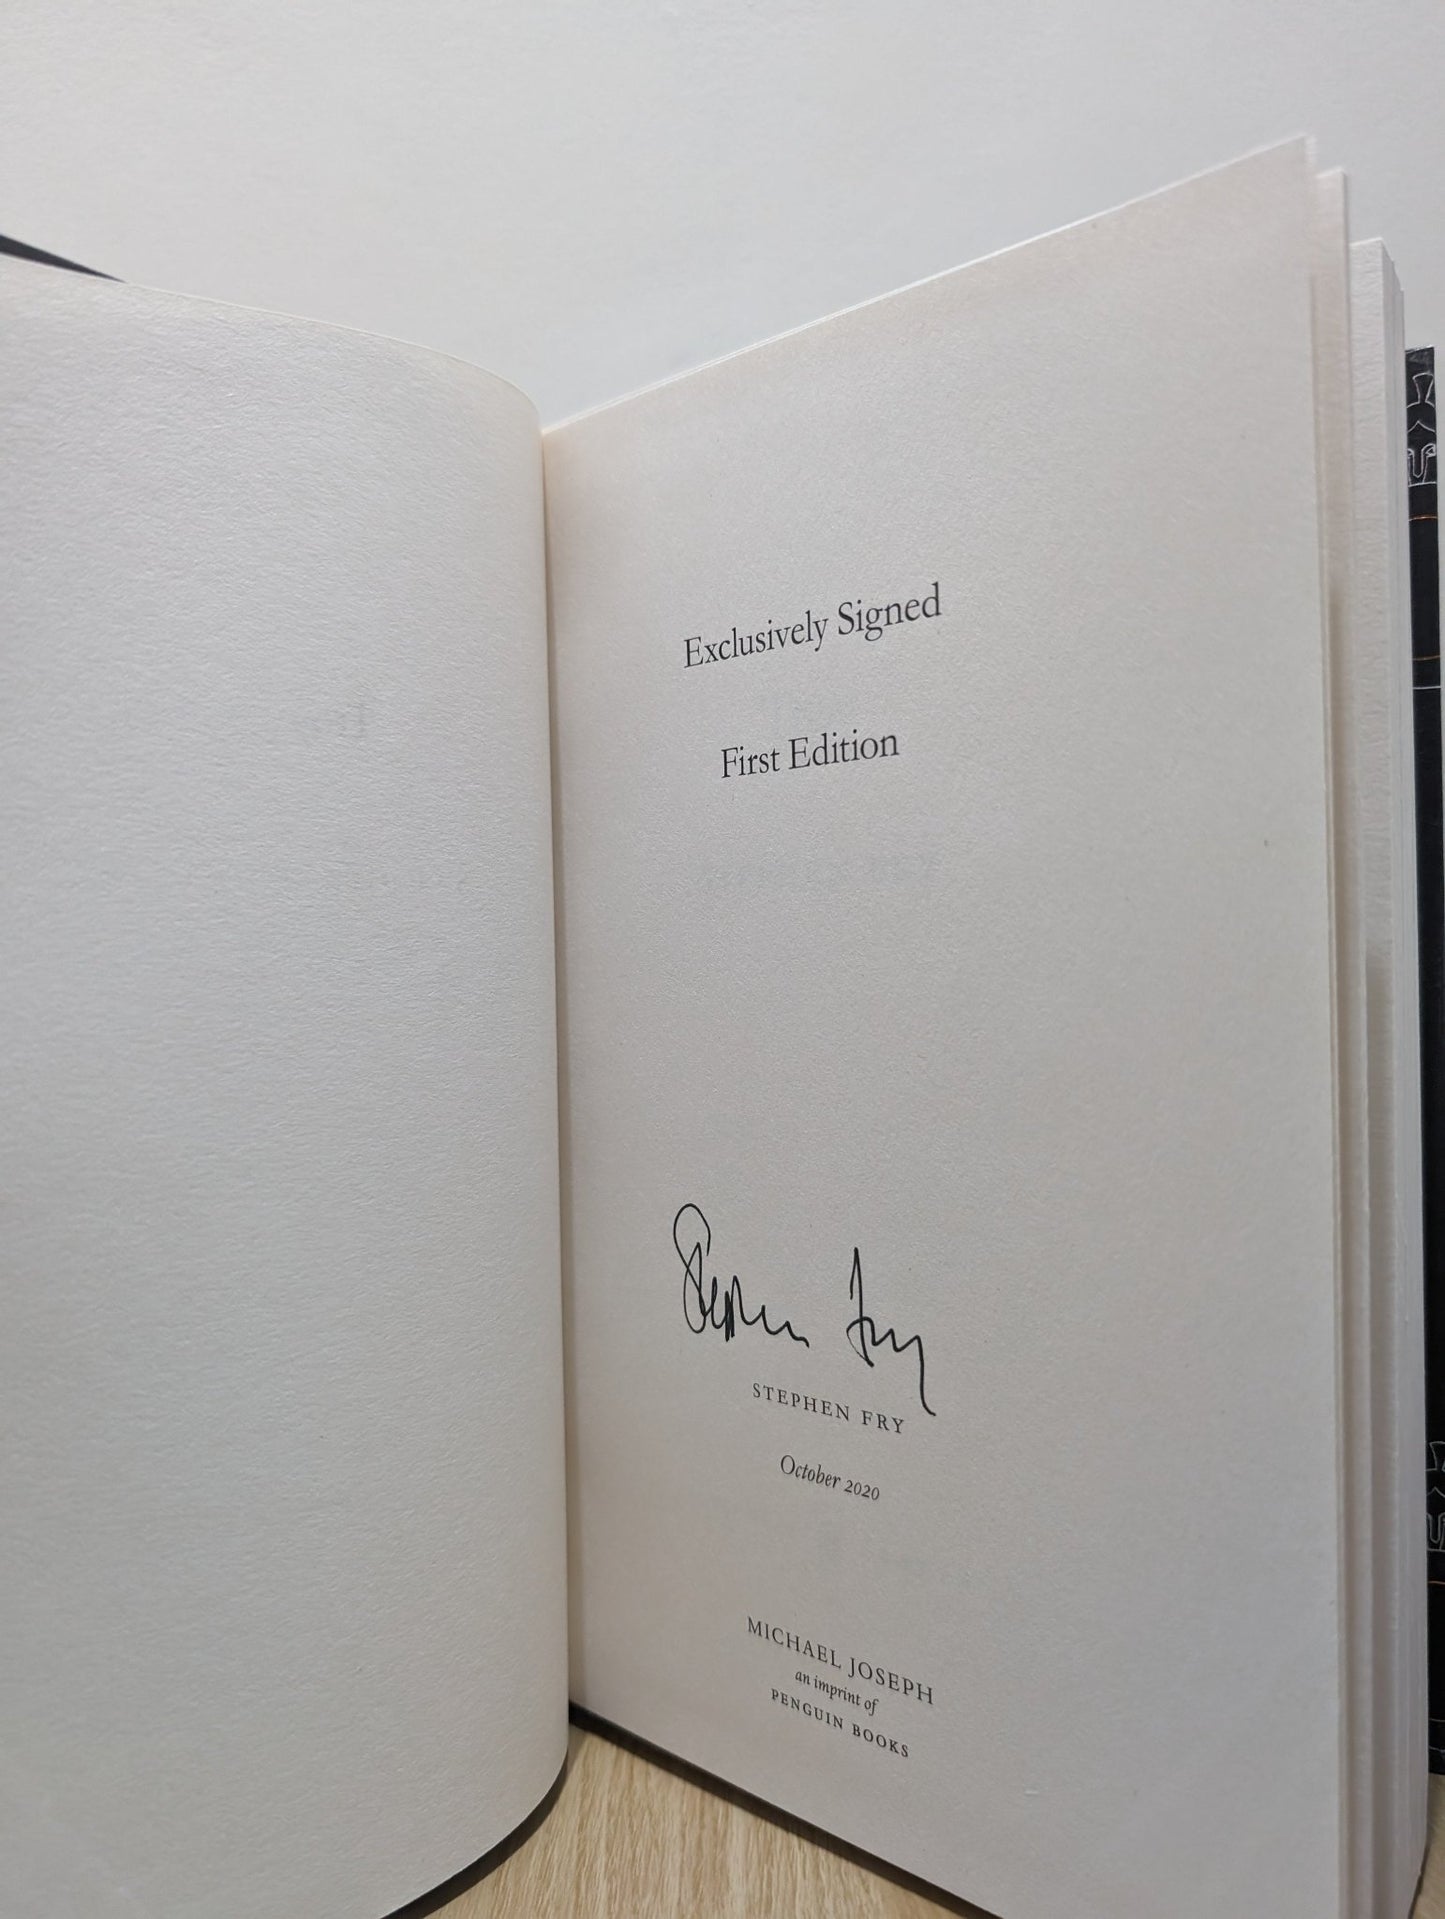 Exclusively Signed
First Edition
Stephen Fry
STEPHEN FRY
October 2020
MICHAEL JOSEPH
an imprint of
PENGUIN BOOKS